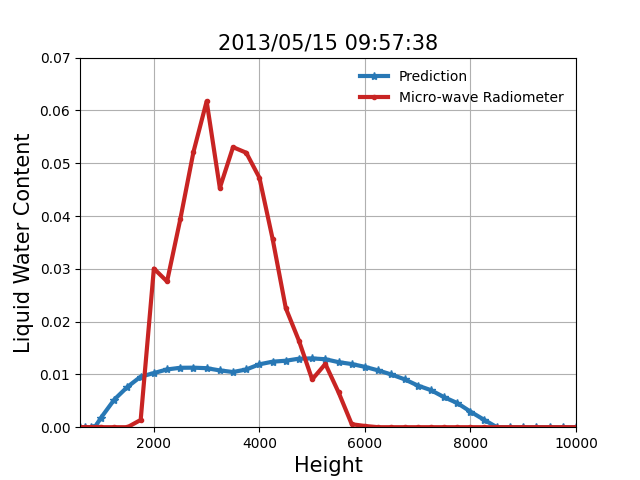 2013/05/15 09:57:38
0.07
0.06
0.05
0.04
0.03
0.02
0.01
0.00
Liquid Water Content
Prediction
Micro-wave Radiometer
2000 4000 6000 8000 10000
Height